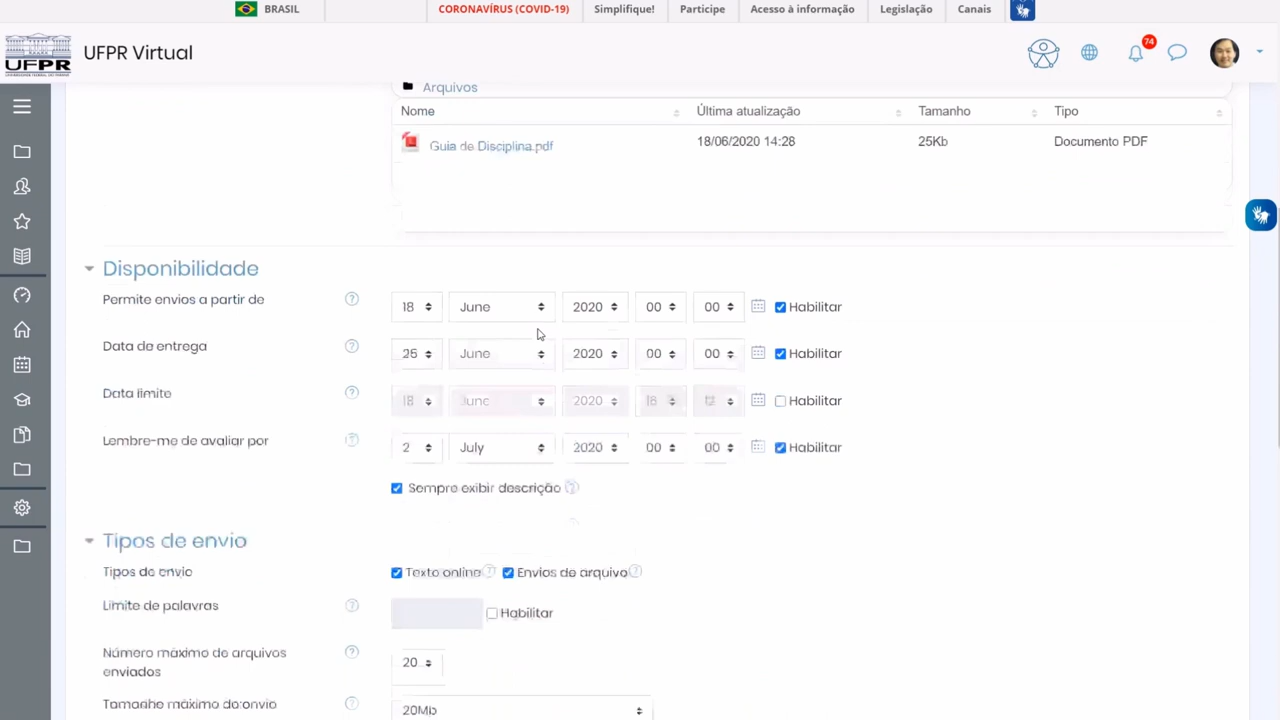 BRASIL CORONAVÍRUS (COVID-19) Simplifique! Participe Acesso à informação Legislação Canais
UFPR
UFPR Virtual
74
Arquivos
Nome Última atualização Tamanho Tipo
Guia de Disciplina.pdf 18/06/2020 14:28 25Kb Documento PDF
Disponibilidade
Permite envios a partir de ? 18 June 2020 00 00 Habilitar
Data de entrega ? 25 June 2020 00 00 Habilitar
Data limite ? 18 June 2020 16 Habilitar
Lembre-me de avaliar por ? 2 July 2020 00 00 Habilitar
Sempre exibir descrição ?
Tipos de envio
Tipos de envio Texto online ? Envios de arquivo ?
Limite de palavras ? Habilitar
Número máximo de arquivos
enviados ? 20
Tamanho máximo do envio ? 20Mb